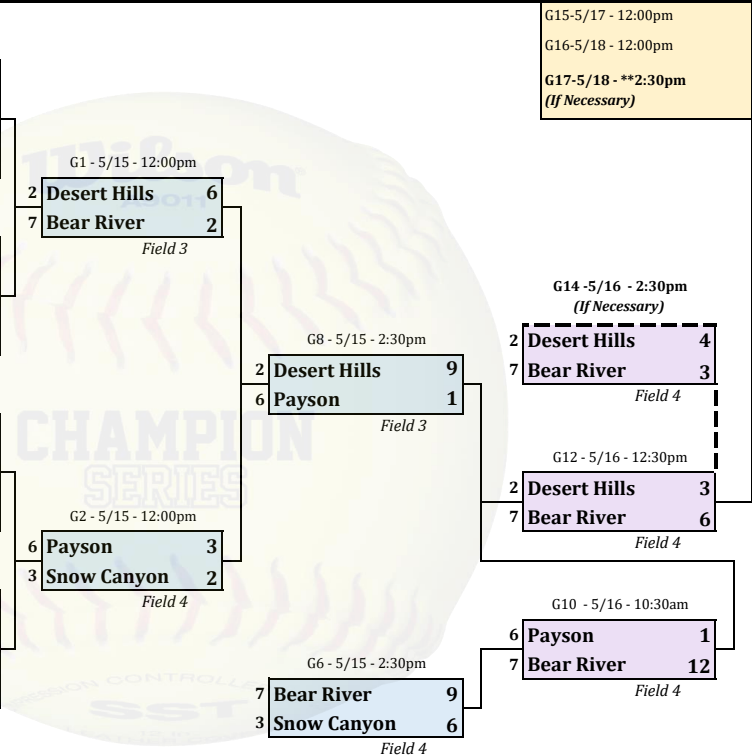 G15-5/17 - 12:00pm
G16-5/18 - 12:00pm
G17-5/18 - **2:30pm
(If Necessary)
Wilson
A9011
G1 - 5/15 - 12:00pm
2 Desert Hills 6
7 Bear River 2
Field 3
G14 -5/16 - 2:30pm
(If Necessary)
2 Desert Hills 4
7 Bear River 3
Field 4
G8 - 5/15 - 2:30pm
2 Desert Hills 9
6 Payson 1
Field 3
CHAMPION
SERIES
G12 - 5/16 - 12:30pm
2 Desert Hills 3
7 Bear River 6
Field 4
G2 - 5/15 - 12:00pm
6 Payson 3
3 Snow Canyon 2
Field 4
G10 - 5/16 - 10:30am
6 Payson 1
7 Bear River 12
Field 4
G6 - 5/15 - 2:30pm
7 Bear River 9
3 Snow Canyon 6
Field 4
SST